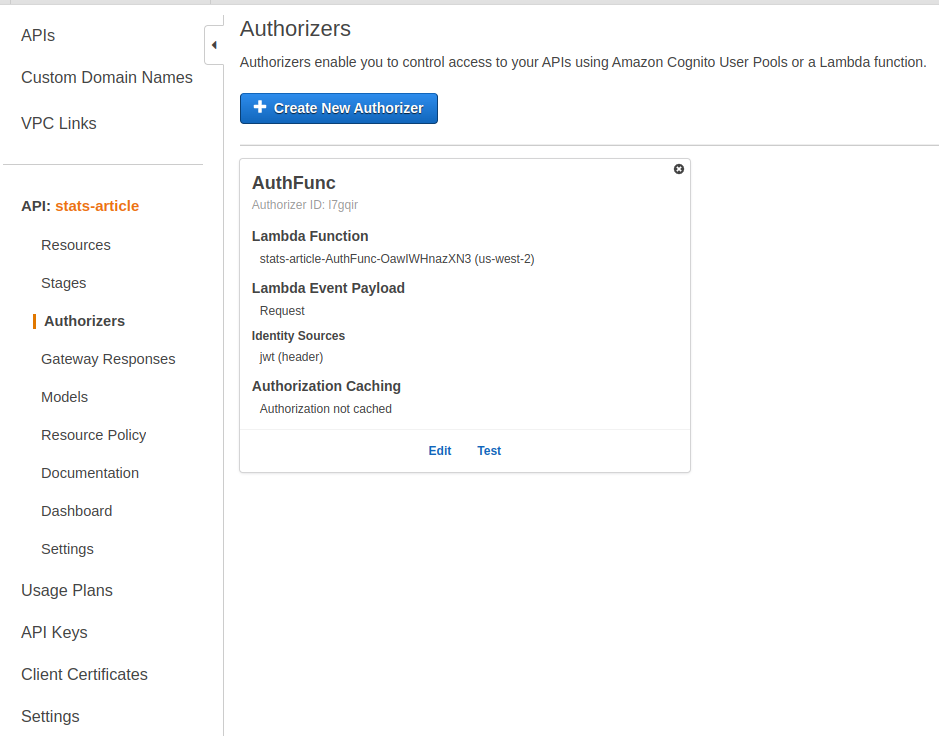 APIs
Custom Domain Names
VPC Links
API: stats-article
Resources
Stages
Authorizers
Gateway Responses
Models
Resource Policy
Documentation
Dashboard
Settings
Usage Plans
API Keys
Client Certificates
Settings
Authorizers
Authorizers enable you to control access to your APIs using Amazon Cognito User Pools or a Lambda function.
Create New Authorizer
AuthFunc
Authorizer ID: l7gqir
Lambda Function
stats-article-AuthFunc-OawIWHnazXN3 (us-west-2)
Lambda Event Payload
Request
Identity Sources
jwt (header)
Authorization Caching
Authorization not cached
Edit Test